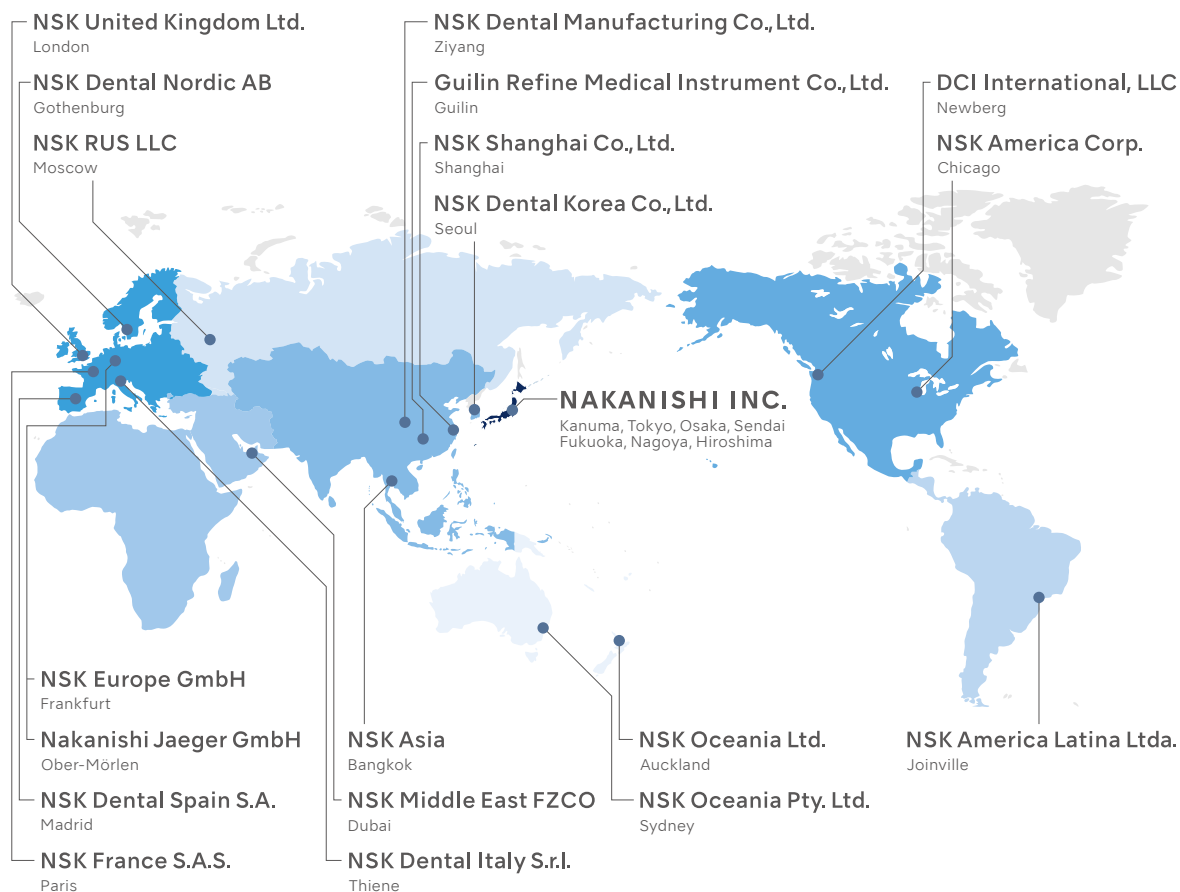 NSK United Kingdom Ltd.
London
NSK Dental Nordic AB
Gothenburg
NSK RUS LLC
Moscow
NSK Dental Manufacturing Co., Ltd.
Ziyang
Guilin Refine Medical Instrument Co., Ltd.
Guilin
NSK Shanghai Co., Ltd.
Shanghai
NSK Dental Korea Co., Ltd.
Seoul
DCI International, LLC
Newberg
NSK America Corp.
Chicago
NAKANISHI INC.
Kanuma, Tokyo, Osaka, Sendai
Fukuoka, Nagoya, Hiroshima
NSK Europe GmbH
Frankfurt
Nakanishi Jaeger GmbH
Ober-Mörlen
NSK Dental Spain S.A.
Madrid
NSK France S.A.S.
Paris
NSK Asia
Bangkok
NSK Middle East FZCO
Dubai
NSK Dental Italy S.r.l.
Thiene
NSK Oceania Ltd.
Auckland
NSK Oceania Pty. Ltd.
Sydney
NSK America Latina Ltda.
Joinville